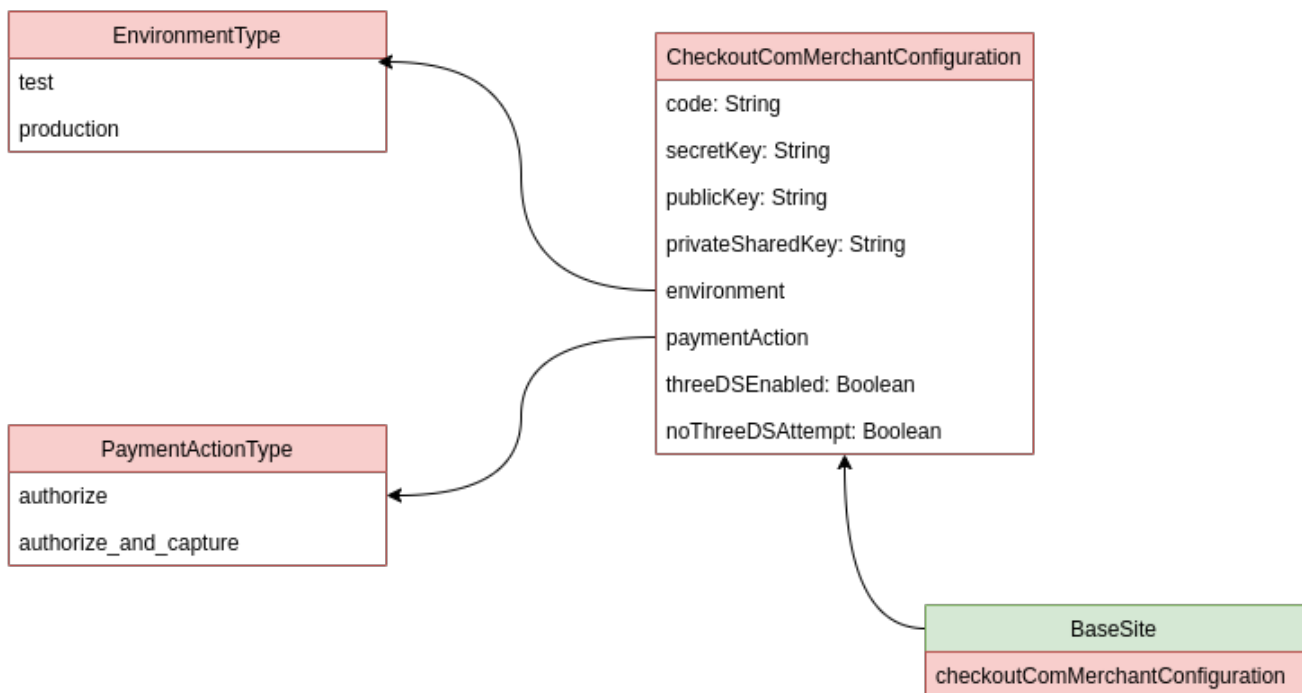 EnvironmentType
test
production
CheckoutComMerchantConfiguration
code: String
secretKey: String
publicKey: String
privateSharedKey: String
environment
paymentAction
threeDSEnabled: Boolean
noThreeDSAttempt: Boolean
PaymentActionType
authorize
authorize_and_capture
BaseSite
checkoutComMerchantConfiguration